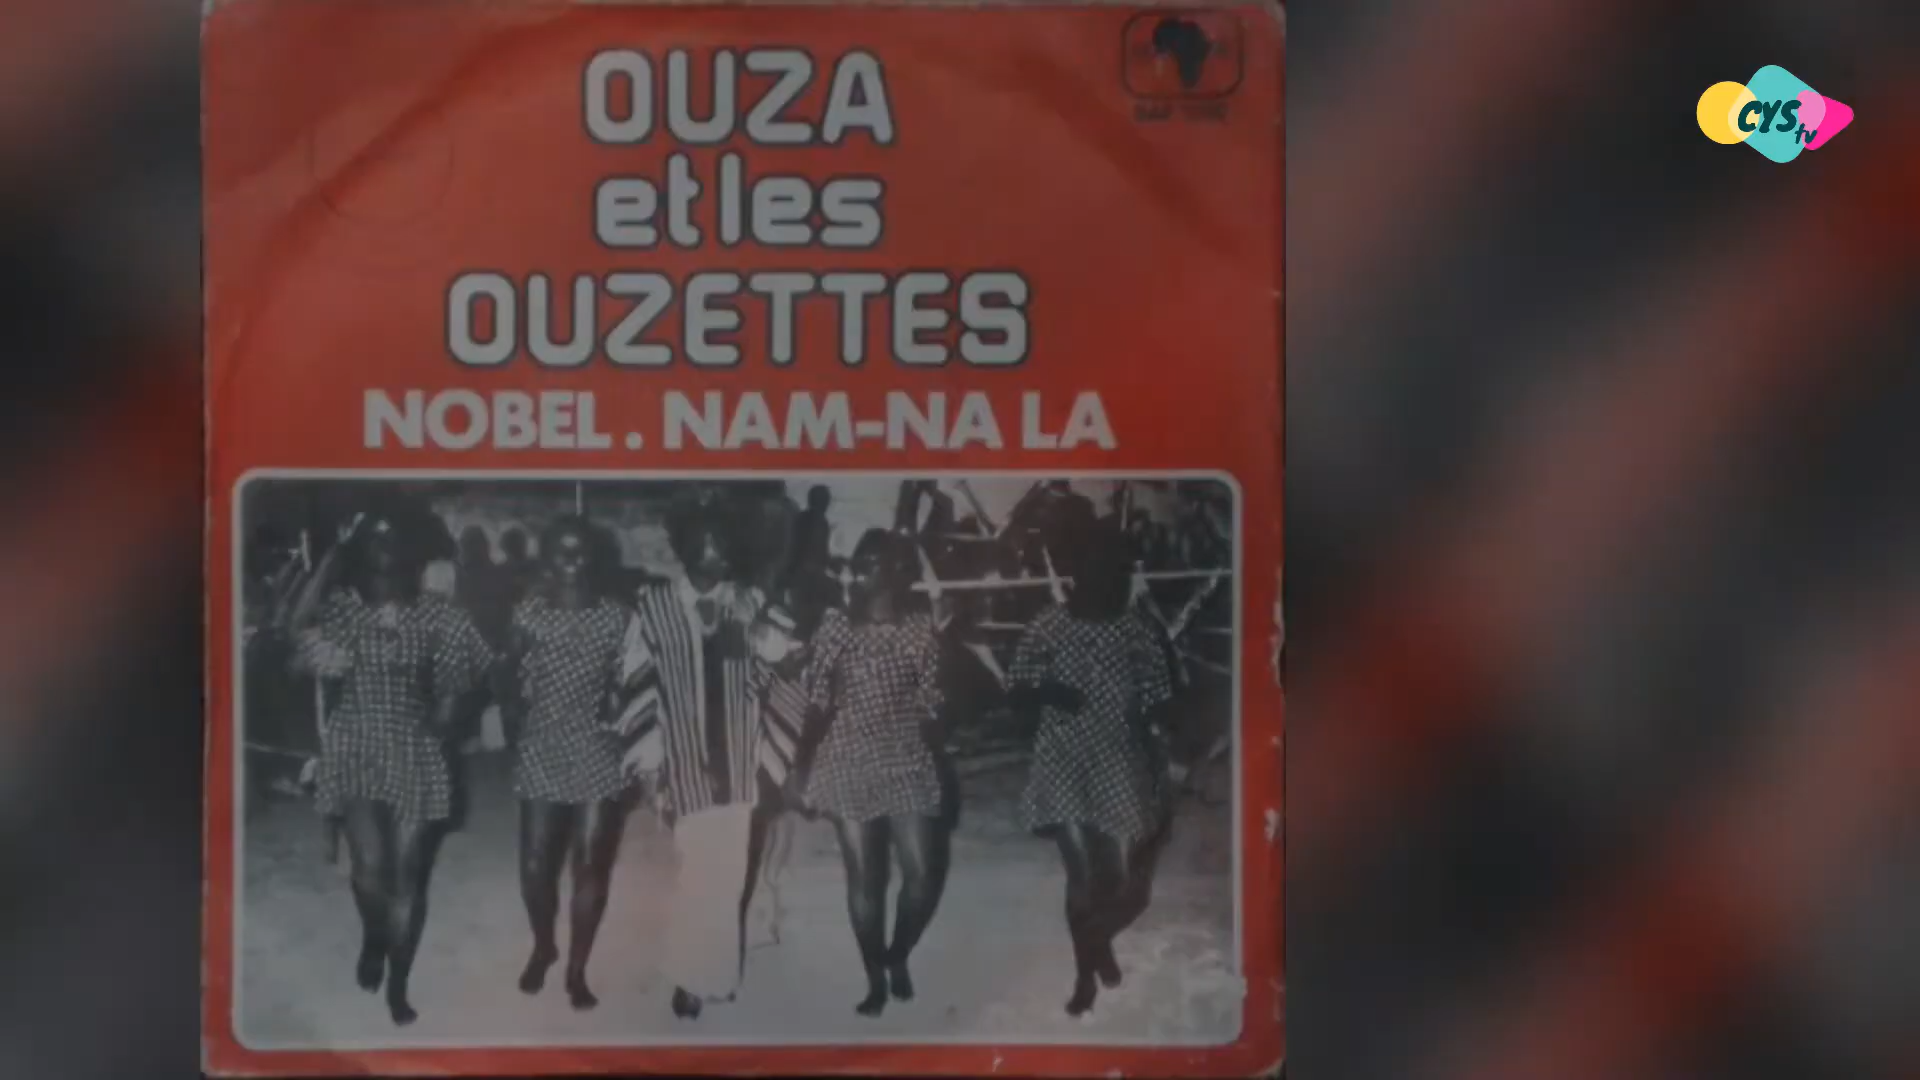 OUZA
et les
OUZETTES
NOBEL . NAM-NA LA
CYS
tv